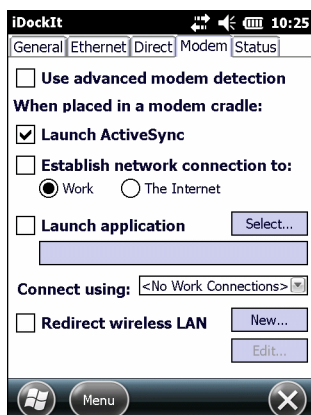 iDockIt 10:25
General Ethernet Direct Modem Status
Use advanced modem detection
When placed in a modem cradle:
Launch ActiveSync
Establish network connection to:
Work The Internet
Launch application Select...
Connect using: <No Work Connections>
Redirect wireless LAN New...
Edit...
Menu